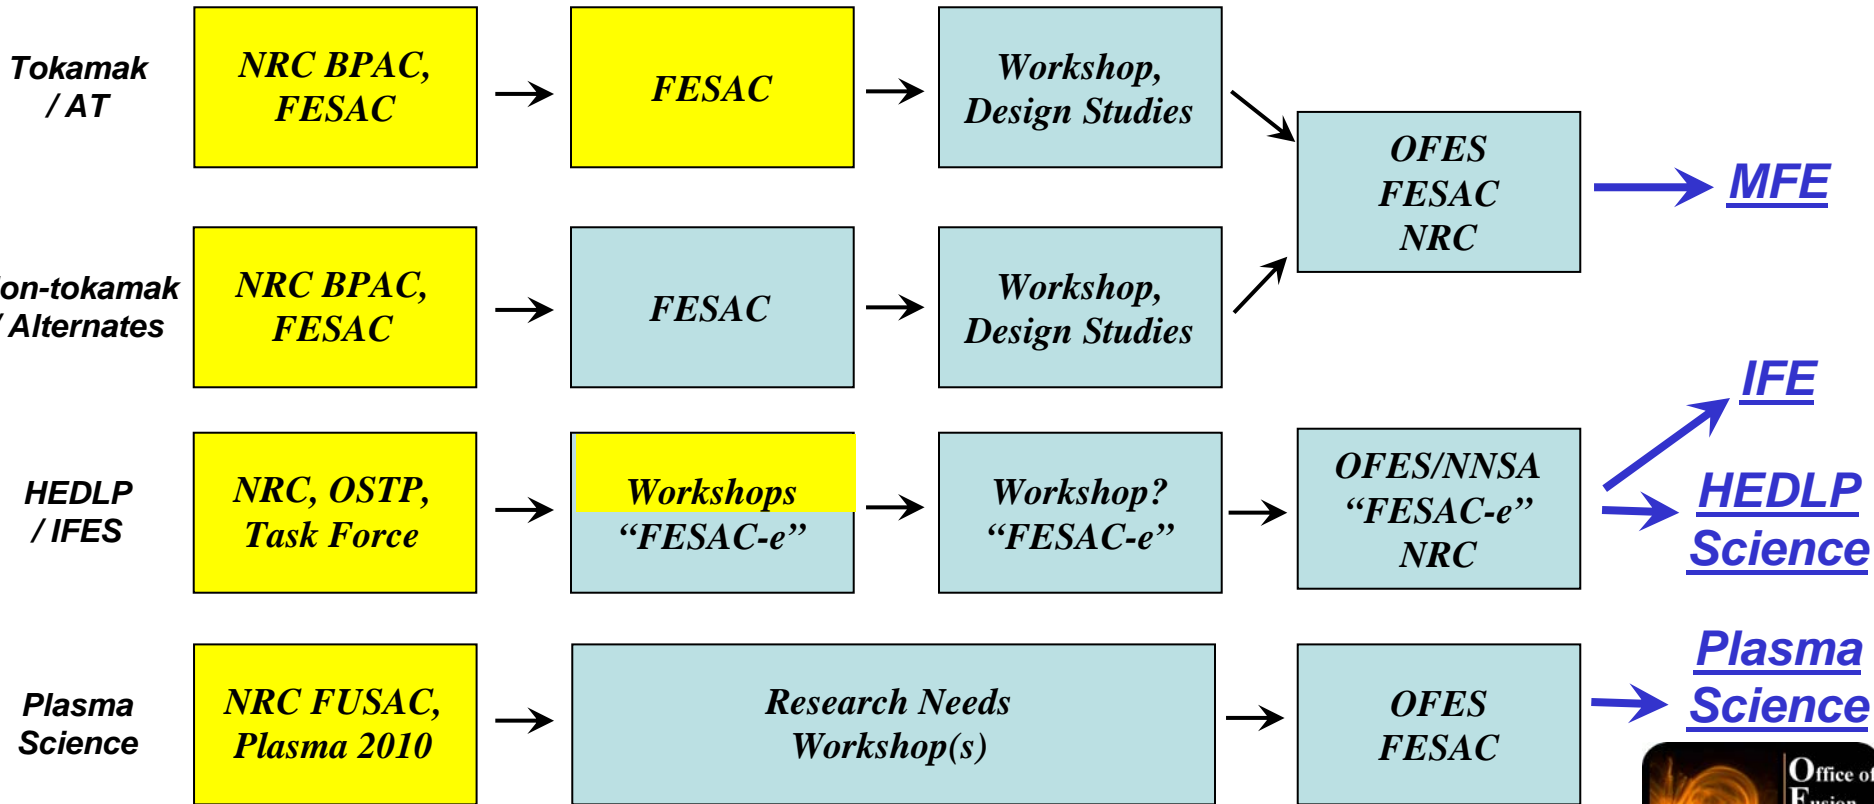 Tokamak
/ AT
NRC BPAC,
FESAC
FESAC
Workshop,
Design Studies
OFES
FESAC
NRC
MFE
on-tokamak
/ Alternates
NRC BPAC,
FESAC
FESAC
Workshop,
Design Studies
HEDLP
/ IFES
NRC, OSTP,
Task Force
Workshops
“FESAC-e”
Workshop?
“FESAC-e”
OFES/NNSA
“FESAC-e”
NRC
IFE
HEDLP
Science
Plasma
Science
NRC FUSAC,
Plasma 2010
Research Needs
Workshop(s)
OFES
FESAC
Plasma
Science
Office of
Fusion